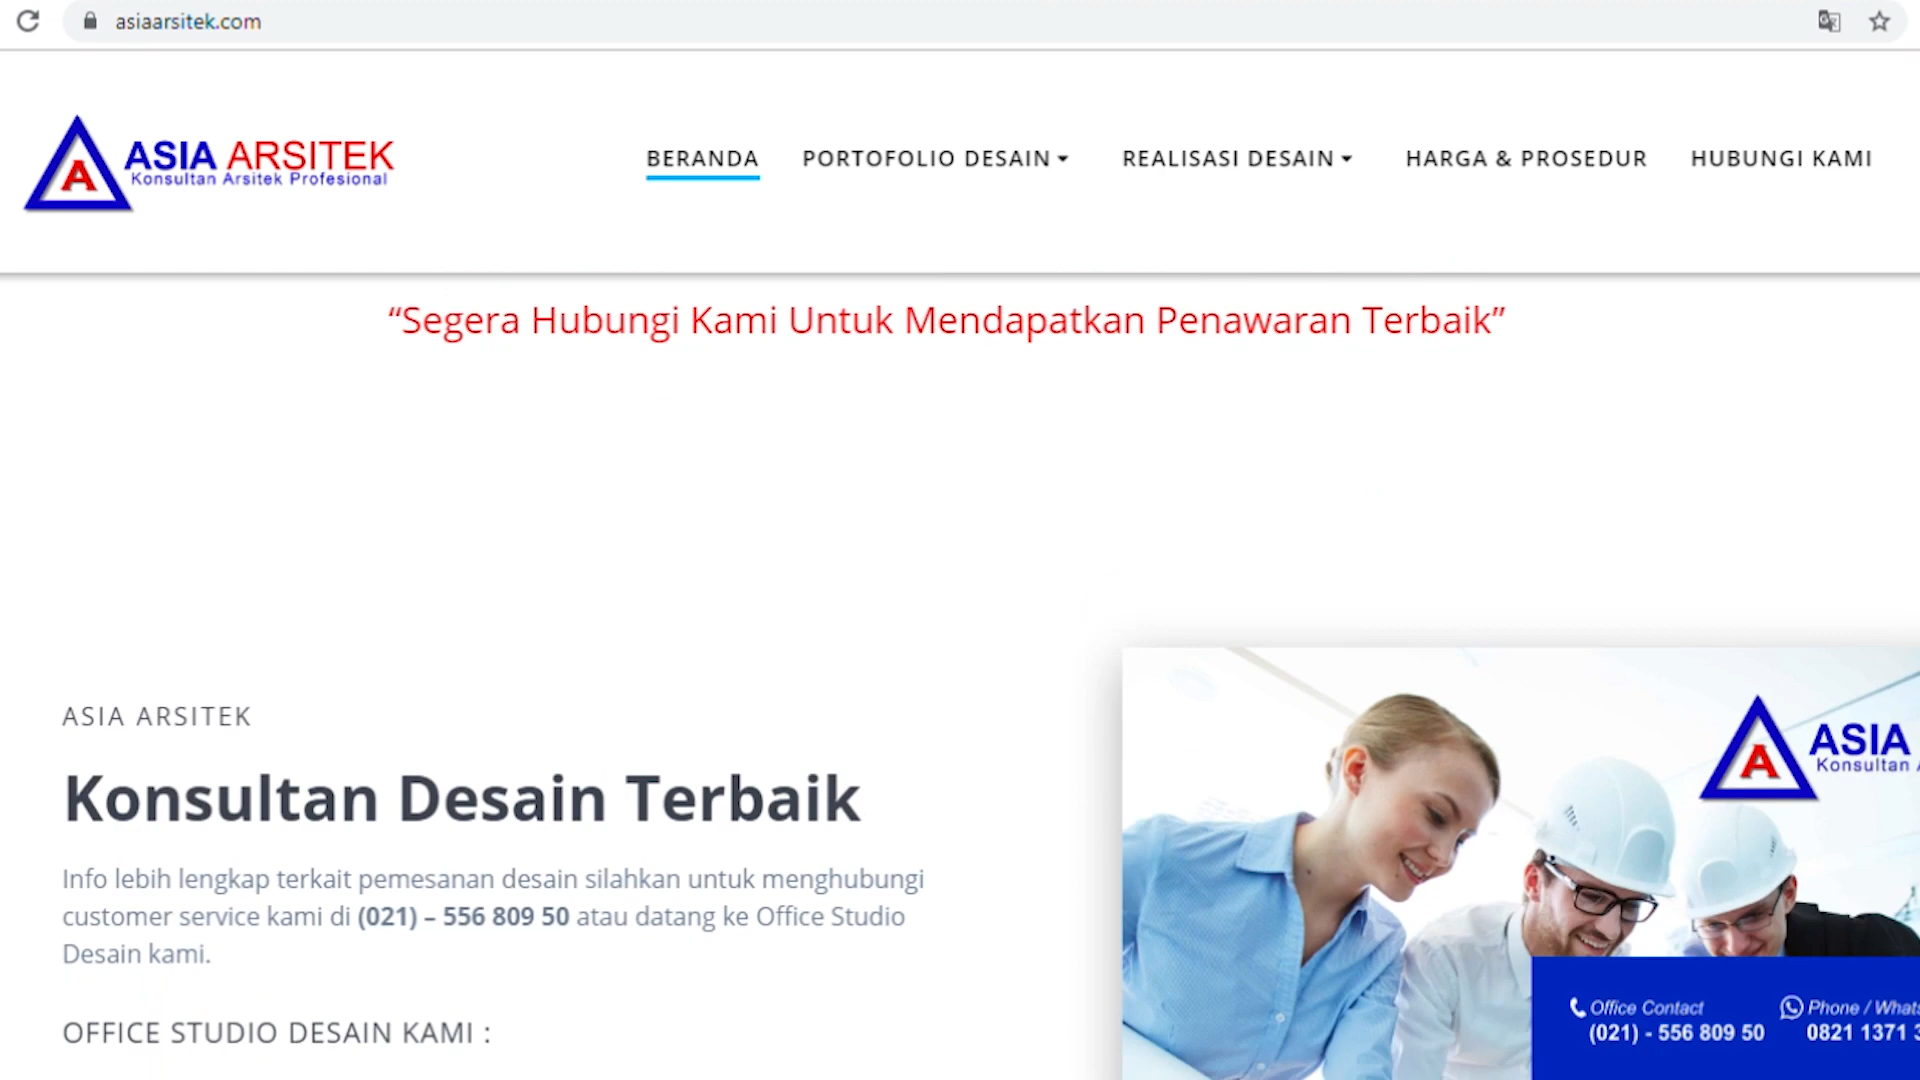 asiaarsitek.com
A
ASIA ARSITEK
Konsultan Arsitek Profesional
BERANDA
PORTOFOLIO DESAIN
REALISASI DESAIN
HARGA & PROSEDUR
HUBUNGI KAMI
“Segera Hubungi Kami Untuk Mendapatkan Penawaran Terbaik”
ASIA ARSITEK
Konsultan Desain Terbaik
Info lebih lengkap terkait pemesanan desain silahkan untuk menghubungi
customer service kami di (021) – 556 809 50 atau datang ke Office Studio
Desain kami.
OFFICE STUDIO DESAIN KAMI :
A
ASIA
Konsultan
Office Contact
(021) - 556 809 50
Phone /
0821 1371